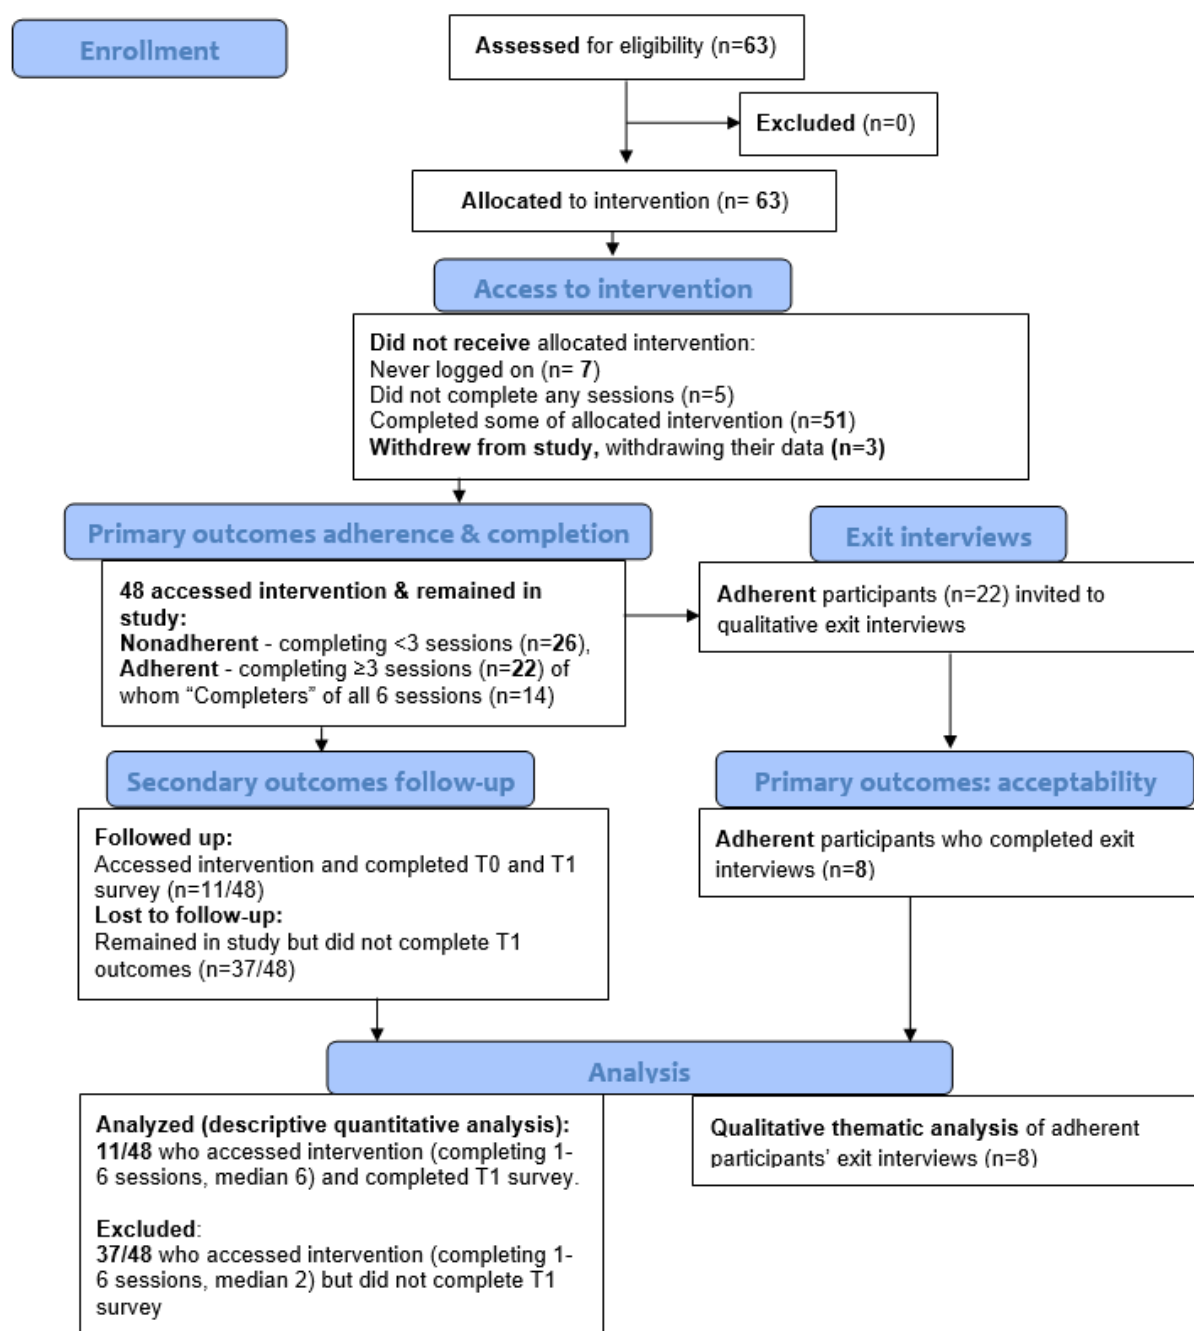 Enrollment
Assessed for eligibility (n=63)
Excluded (n=0)
Allocated to intervention (n= 63)
Access to intervention
Did not receive allocated intervention:
Never logged on (n= 7)
Did not complete any sessions (n=5)
Completed some of allocated intervention (n=51)
Withdrew from study, withdrawing their data (n=3)
Primary outcomes adherence & completion
48 accessed intervention & remained in
study:
Nonadherent - completing <3 sessions (n=26),
Adherent - completing ≥3 sessions (n=22) of
whom “Completers” of all 6 sessions (n=14)
Exit interviews
Adherent participants (n=22) invited to
qualitative exit interviews
Secondary outcomes follow-up
Followed up:
Accessed intervention and completed T0 and T1
survey (n=11/48)
Lost to follow-up:
Remained in study but did not complete T1
outcomes (n=37/48)
Primary outcomes: acceptability
Adherent participants who completed exit
interviews (n=8)
Analysis
Analyzed (descriptive quantitative analysis):
11/48 who accessed intervention (completing 1-
6 sessions, median 6) and completed T1 survey.
Excluded:
37/48 who accessed intervention (completing 1-
6 sessions, median 2) but did not complete T1
survey
Qualitative thematic analysis of adherent
participants’ exit interviews (n=8)